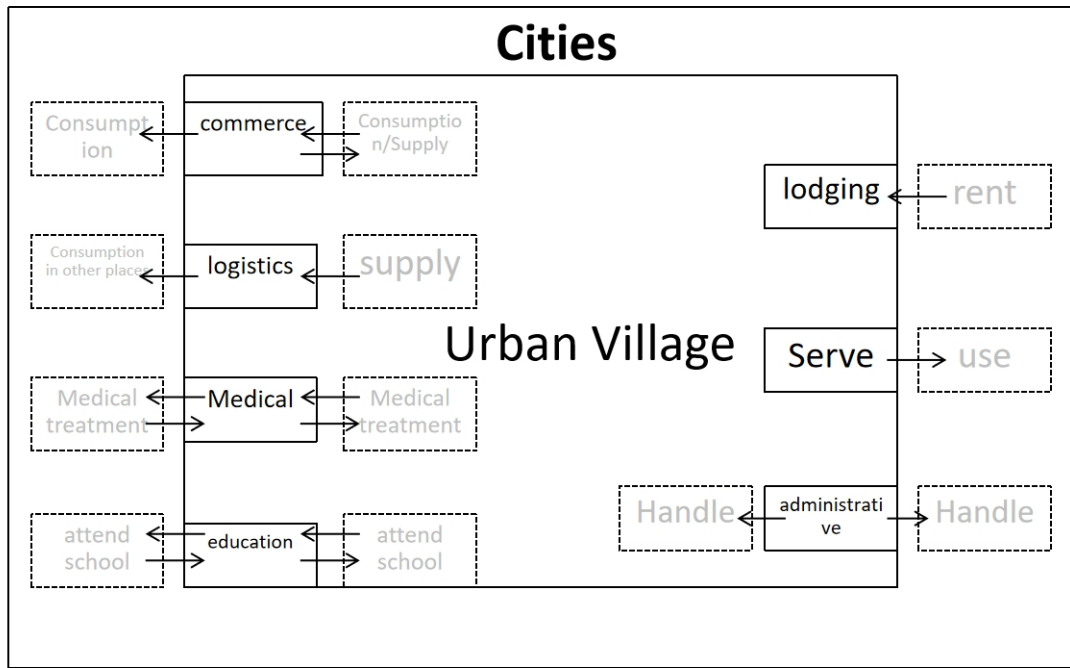 Cities
Consumpt
ion
commerce
Consumptio
n/Supply
lodging
rent
Consumption
in other places
logistics
supply
Urban Village
Serve
use
Medical
treatment
Medical
Medical
treatment
Handle
administrati
ve
Handle
attend
school
education
attend
school